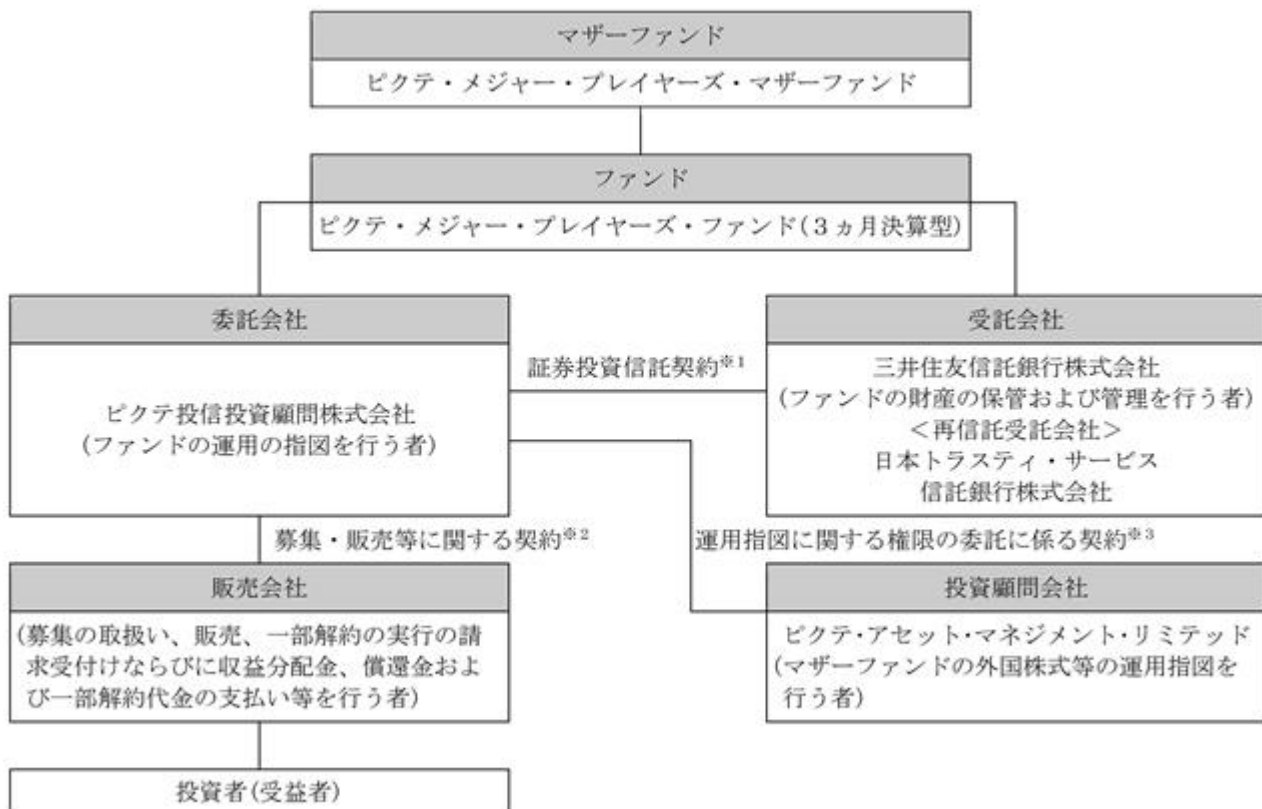 マザーファンド
ピクテ・メジャー・プレイヤーズ・マザーファンド
ファンド
ピクテ・メジャー・プレイヤーズ・ファンド(3ヵ月決算型)
委託会社
ピクテ投信投資顧問株式会社
(ファンドの運用の指図を行う者)
証券投資信託契約※1
受託会社
三井住友信託銀行株式会社
(ファンドの財産の保管および管理を行う者)
<再信託受託会社>
日本トラスティ・サービス
信託銀行株式会社
募集・販売等に関する契約※2
運用指図に関する権限の委託に係る契約※3
販売会社
(募集の取扱い、販売、一部解約の実行の請
求受付けならびに収益分配金、償還金およ
び一部解約代金の支払い等を行う者)
投資顧問会社
ピクテ・アセット・マネジメント・リミテッド
(マザーファンドの外国株式等の運用指図を
行う者)
投資者(受益者)